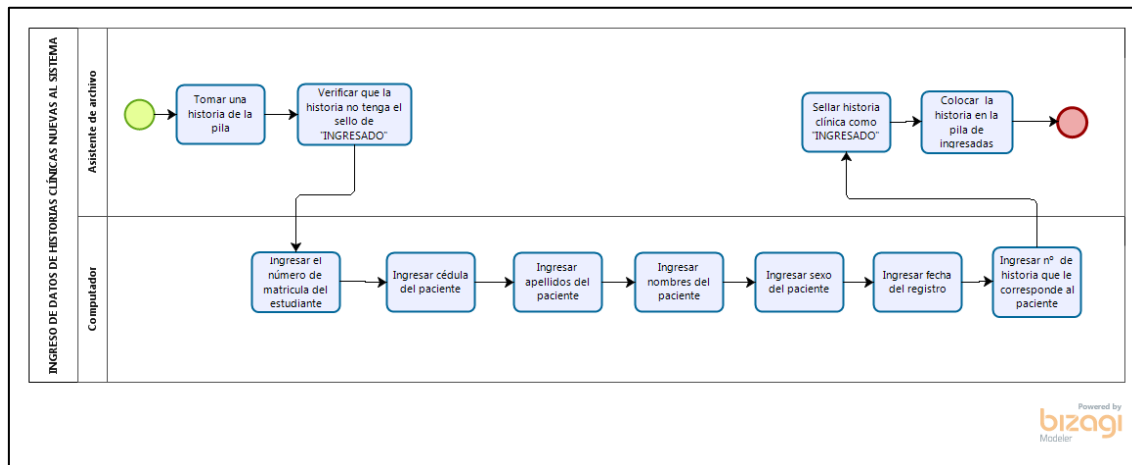 INGRESO DE DATOS DE HISTORIAS CLÍNICAS NUEVAS AL SISTEMA
Asistente de archivo
Tomar una
historia de la
pila
Verificar que la
historia no tenga el
sello de
"INGRESADO"
Sellar historia
clínica como
"INGRESADO"
Colocar la
historia en la
pila de
ingresadas
Computador
Ingresar el
número de
matricula del
estudiante
Ingresar cédula
del paciente
Ingresar
apellidos del
paciente
Ingresar
nombres del
paciente
Ingresar sexo
del paciente
Ingresar fecha
del registro
Ingresar nº de
historia que le
corresponde al
paciente
Powered by
bizagi
Modeler